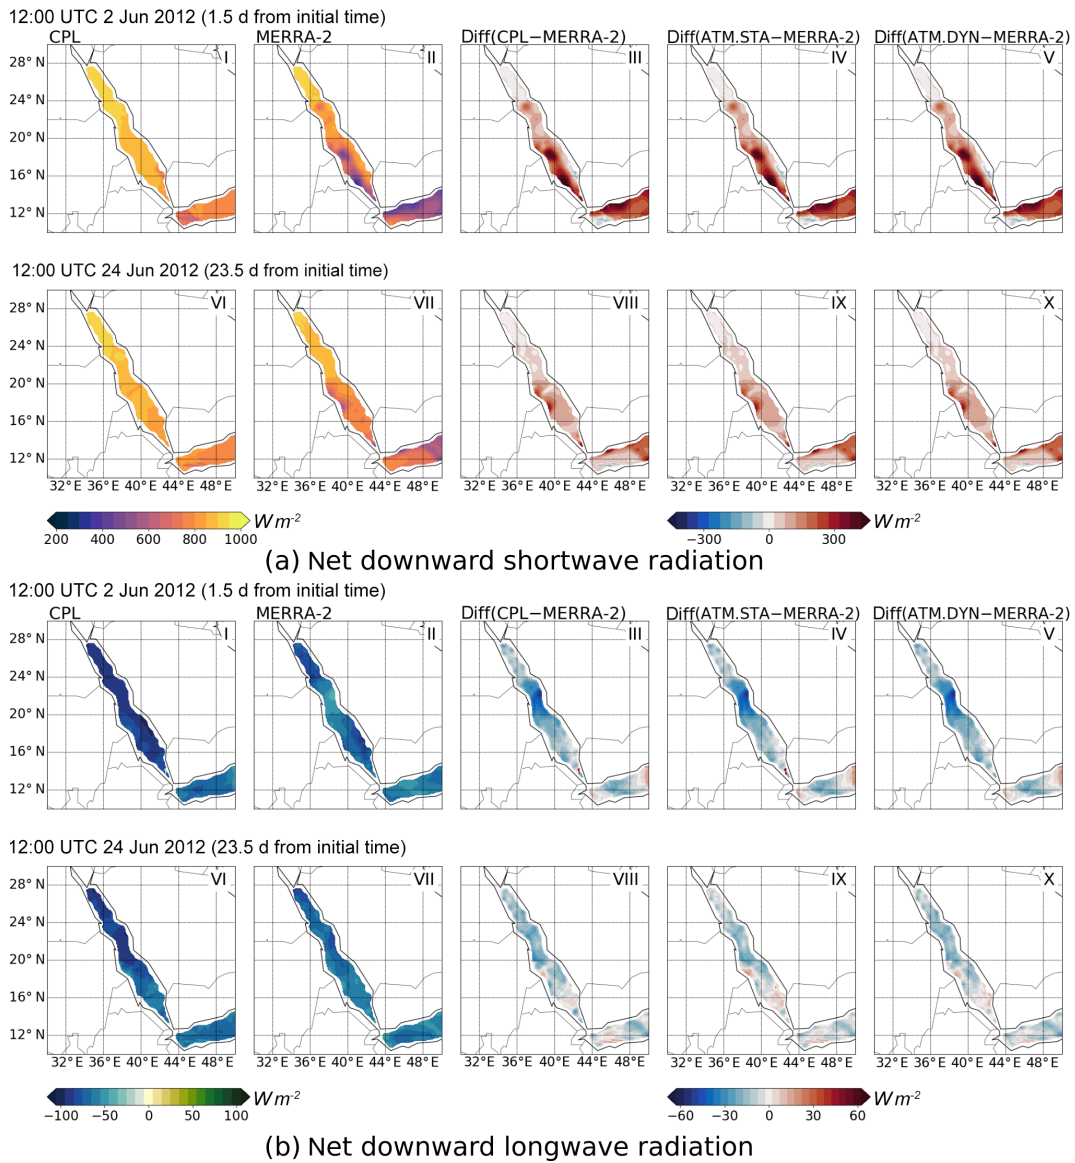 12:00 UTC 2 Jun 2012 (1.5 d from initial time)
CPL MERRA-2 Diff(CPL−MERRA-2) Diff(ATM.STA−MERRA-2) Diff(ATM.DYN−MERRA-2)
I II III IV V
28° N
24° N
20° N
16° N
12° N
12:00 UTC 24 Jun 2012 (23.5 d from initial time)
VI VII VIII IX X
28° N
24° N
20° N
16° N
12° N
32° E 36° E 40° E 44° E 48° E 32° E 36° E 40° E 44° E 48° E 32° E 36° E 40° E 44° E 48° E 32° E 36° E 40° E 44° E 48° E 32° E 36° E 40° E 44° E 48° E
W m-2 W m-2
200 400 600 800 1000 −300 0 300
(a) Net downward shortwave radiation
12:00 UTC 2 Jun 2012 (1.5 d from initial time)
CPL MERRA-2 Diff(CPL−MERRA-2) Diff(ATM.STA−MERRA-2) Diff(ATM.DYN−MERRA-2)
I II III IV V
28° N
24° N
20° N
16° N
12° N
12:00 UTC 24 Jun 2012 (23.5 d from initial time)
VI VII VIII IX X
28° N
24° N
20° N
16° N
12° N
32° E 36° E 40° E 44° E 48° E 32° E 36° E 40° E 44° E 48° E 32° E 36° E 40° E 44° E 48° E 32° E 36° E 40° E 44° E 48° E 32° E 36° E 40° E 44° E 48° E
W m-2 W m-2
−100 −50 0 50 100 −60 −30 0 30 60
(b) Net downward longwave radiation